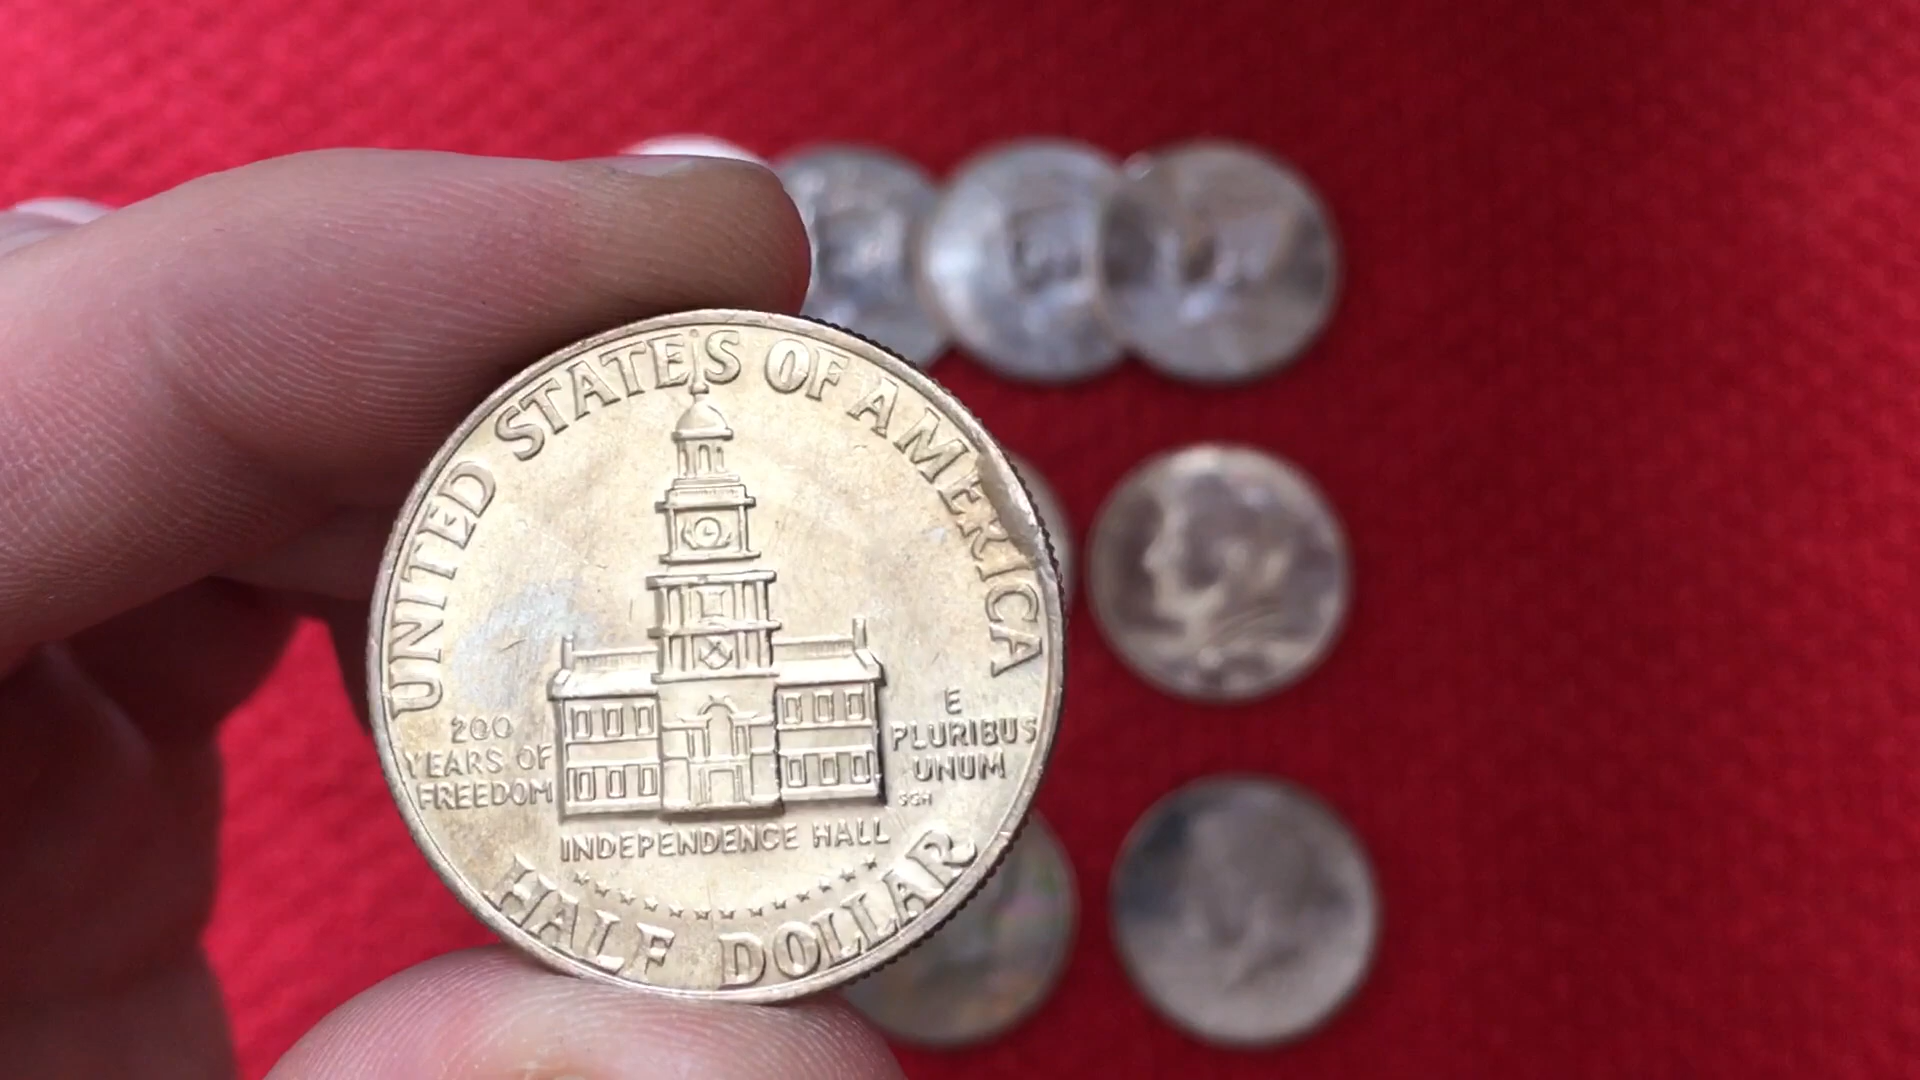 UNITED STATES OF AMERICA
200
YEARS OF
FREEDOM
E
PLURIBUS
UNUM
SGH
INDEPENDENCE HALL
HALF DOLLAR